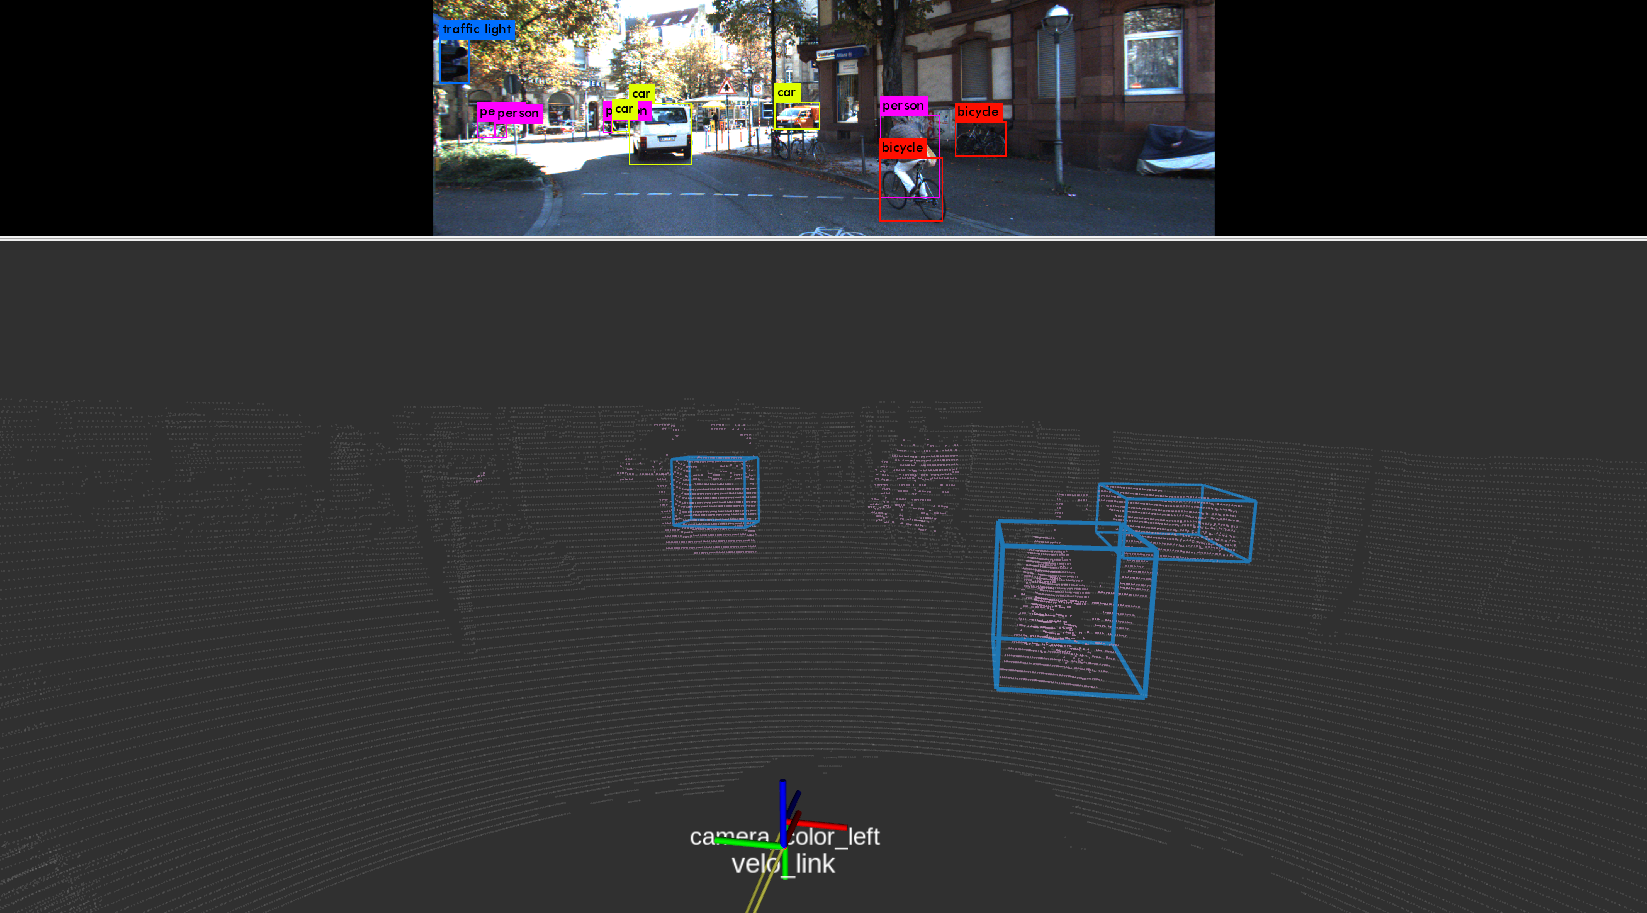 traffic light
car
car
person
pe
person
car
person
bicycle
bicycle
camera_color_left
velo_link